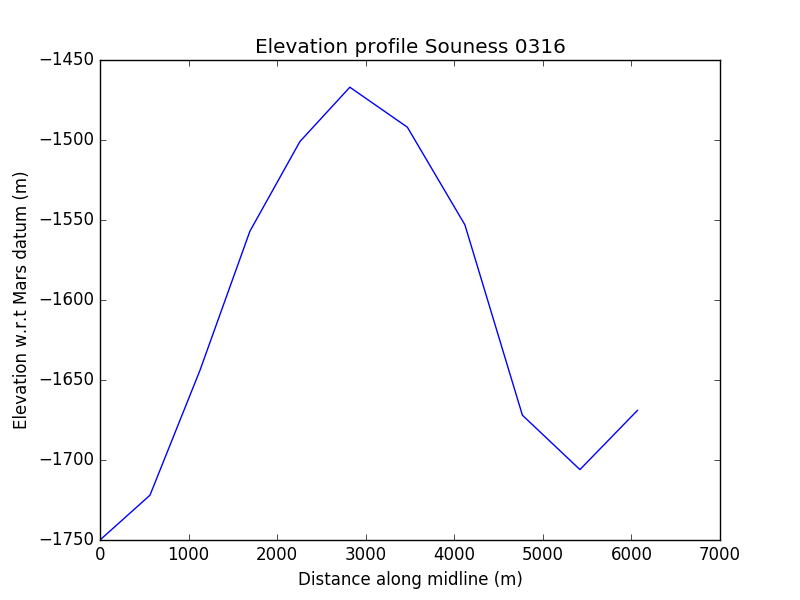 Elevation profile Souness 0316
−1450
−1500
−1550
−1600
−1650
−1700
−1750
Elevation w.r.t Mars datum (m)
0 1000 2000 3000 4000 5000 6000 7000
Distance along midline (m)